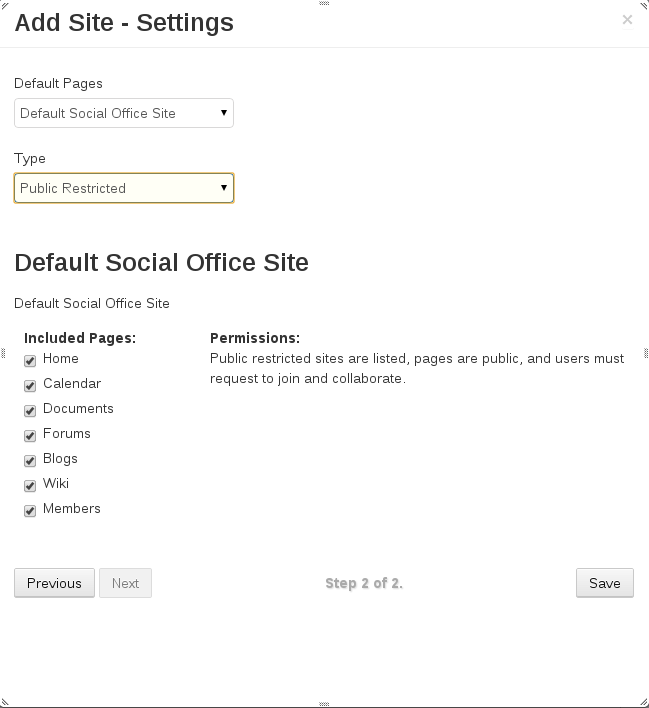 Add Site - Settings
×
Default Pages
Default Social Office Site
Type
Public Restricted
Default Social Office Site
Default Social Office Site
Included Pages:
Home
Calendar
Documents
Forums
Blogs
Wiki
Members
Permissions:
Public restricted sites are listed, pages are public, and users must
request to join and collaborate.
Previous
Next
Step 2 of 2.
Save